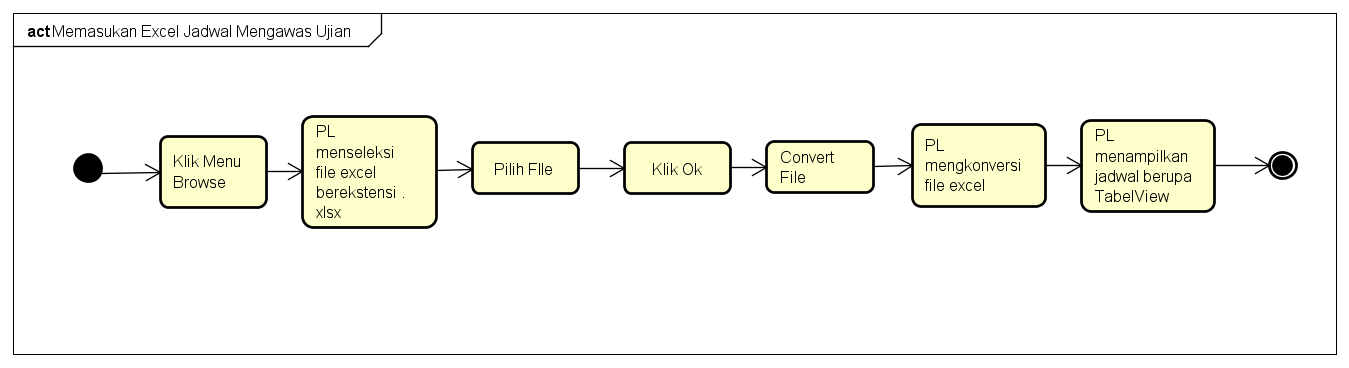 act Memasukan Excel Jadwal Mengawas Ujian
Klik Menu
Browse
PL
menseleksi
file excel
berekstensi .
xlsx
Pilih FIle
Klik Ok
Convert
File
PL
mengkonversi
file excel
PL
menampilkan
jadwal berupa
TabelView